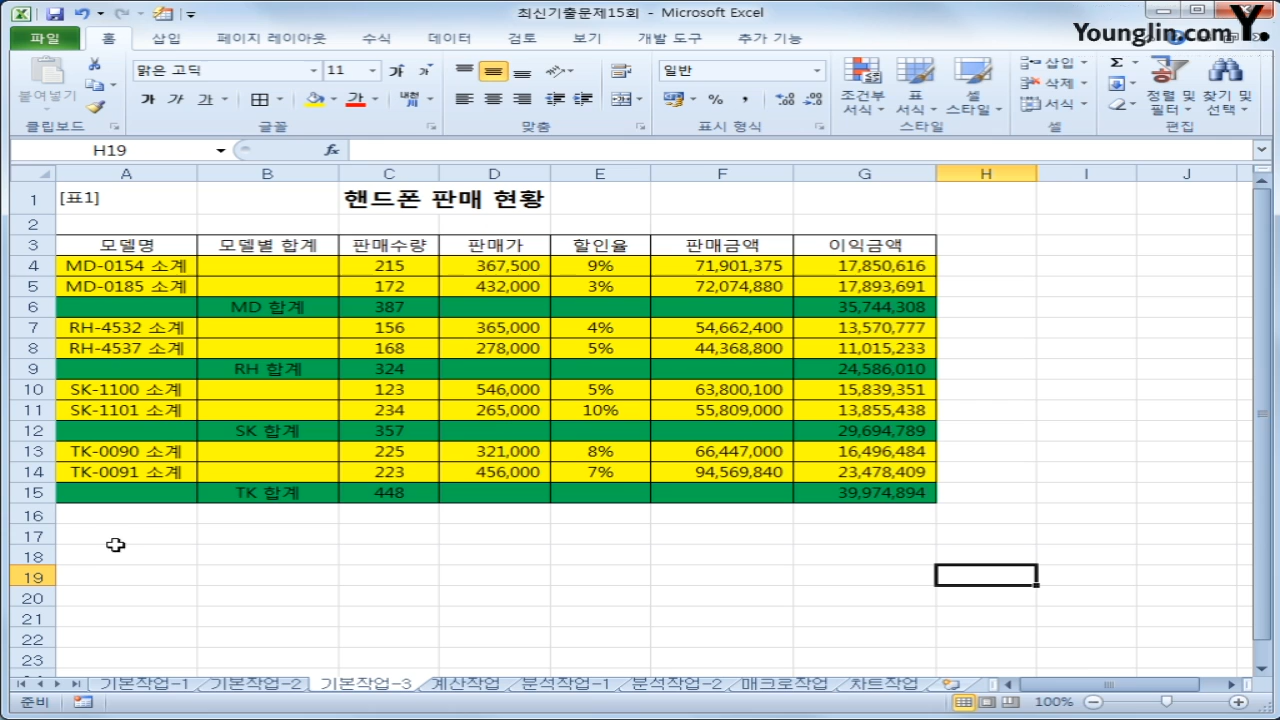 최신기출문제15회 - Microsoft Excel
Younglin.com Y.
파일 홈 삽입 페이지 레이아웃 수식 데이터 검토 보기 개발 도구 추가 기능
붙여넣기 맑은 고딕 11 가 가 일반 조건부 서식 표 서식 셀 스타일 삽입 삭제 서식 정렬 및 필터 찾기 및 선택
가 가 가 내천 % ,
클립보드 글꼴 맞춤 표시 형식 스타일 셀 편집
H19 fx
A B C D E F G H I J
1 [표1] 핸드폰 판매 현황
2
3 모델명 모델별 합계 판매수량 판매가 할인율 판매금액 이익금액
4 MD-0154 소계 215 367,500 9% 71,901,375 17,850,616
5 MD-0185 소계 172 432,000 3% 72,074,880 17,893,691
6 MD 합계 387 35,744,308
7 RH-4532 소계 156 365,000 4% 54,662,400 13,570,777
8 RH-4537 소계 168 278,000 5% 44,368,800 11,015,233
9 RH 합계 324 24,586,010
10 SK-1100 소계 123 546,000 5% 63,800,100 15,839,351
11 SK-1101 소계 234 265,000 10% 55,809,000 13,855,438
12 SK 합계 357 29,694,789
13 TK-0090 소계 225 321,000 8% 66,447,000 16,496,484
14 TK-0091 소계 223 456,000 7% 94,569,840 23,478,409
15 TK 합계 448 39,974,894
16
17
18
19
20
21
22
23
기본작업-1 기본작업-2 기본작업-3 계산작업 분석작업-1 분석작업-2 매크로작업 차트작업
준비 100%